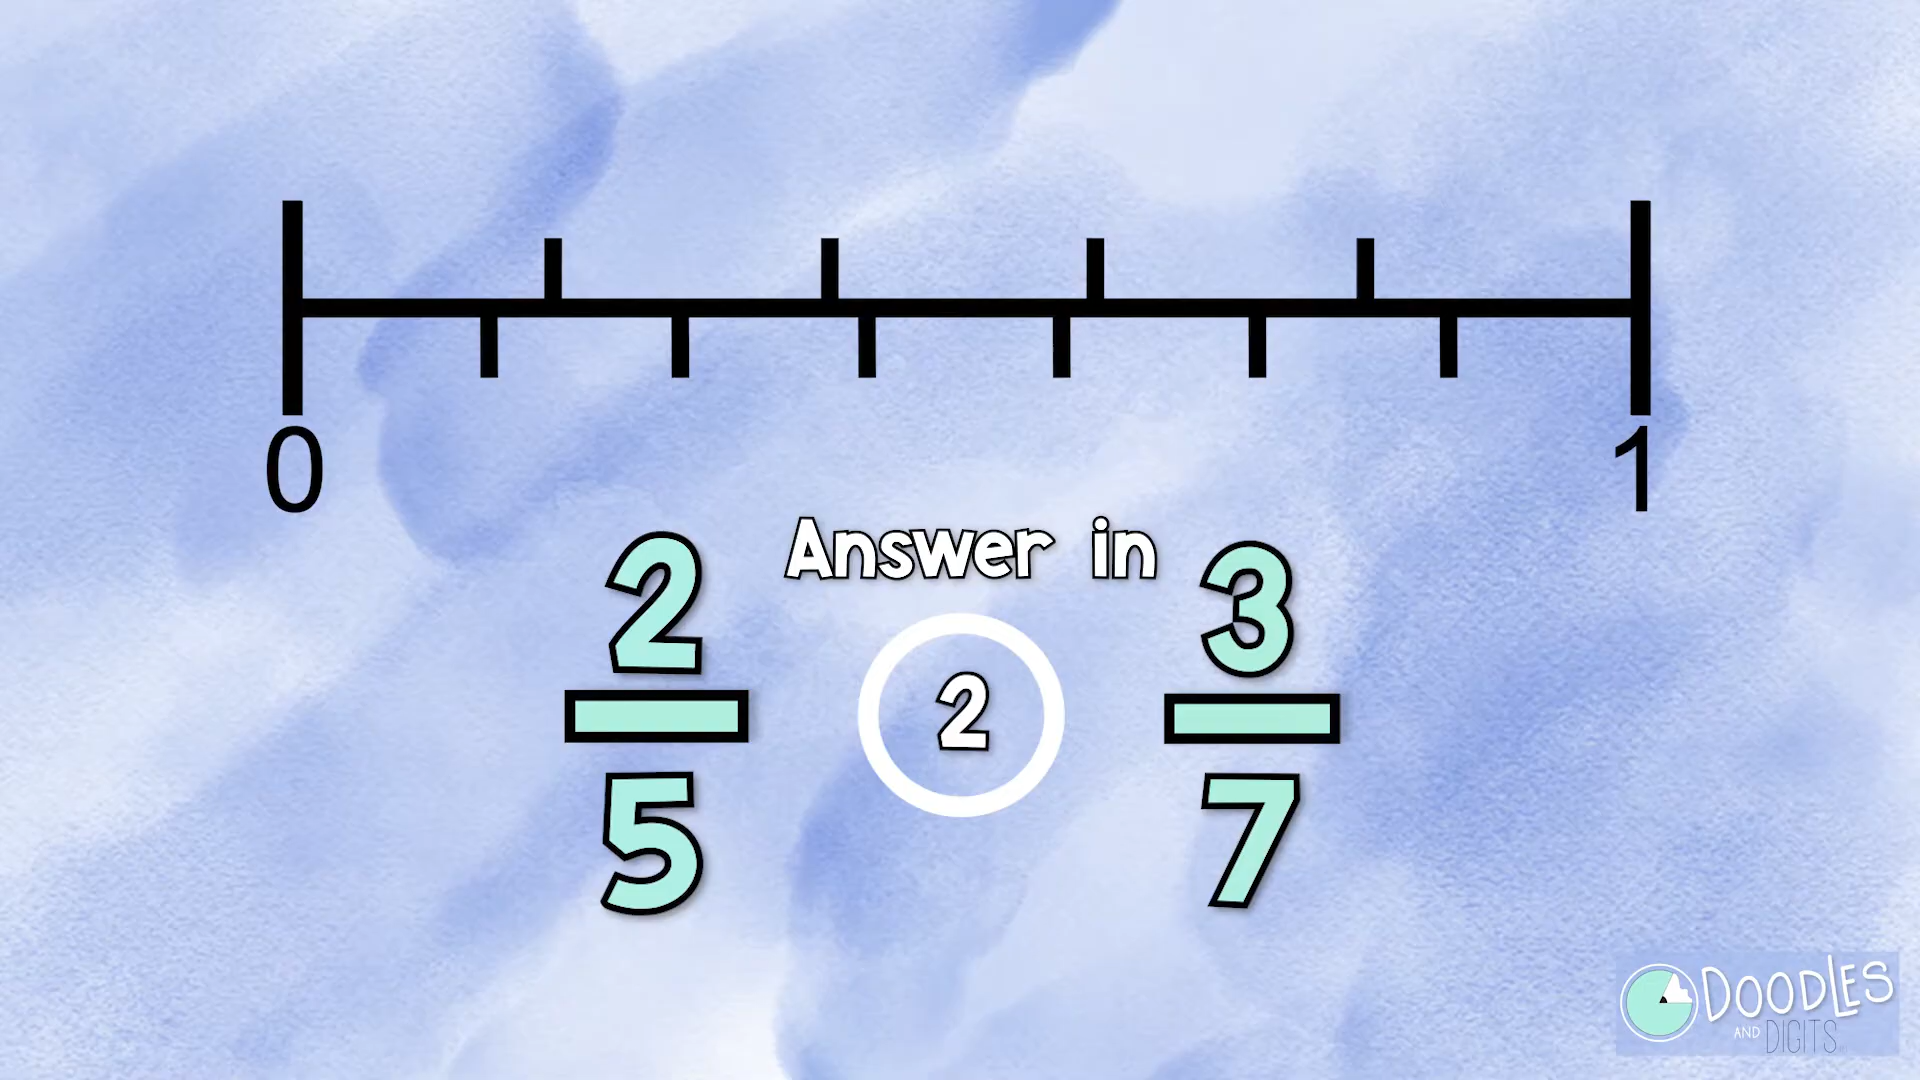 0 1
Answer in
2/5 2 3/7
DOODLES
AND DIGITS